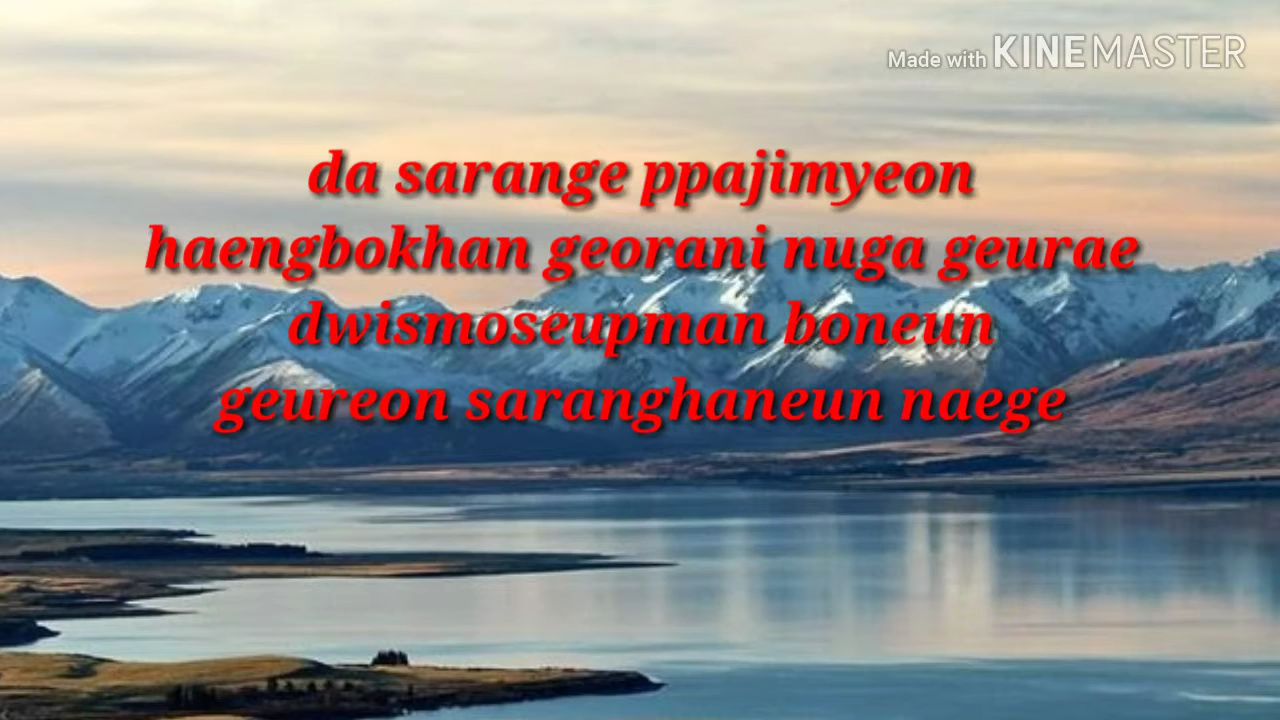 Made with KINEMASTER
da sarange ppajimyeon
haengbokhan georani nuga geurae
dwismoseupman boneun
geureon saranghaneun naege